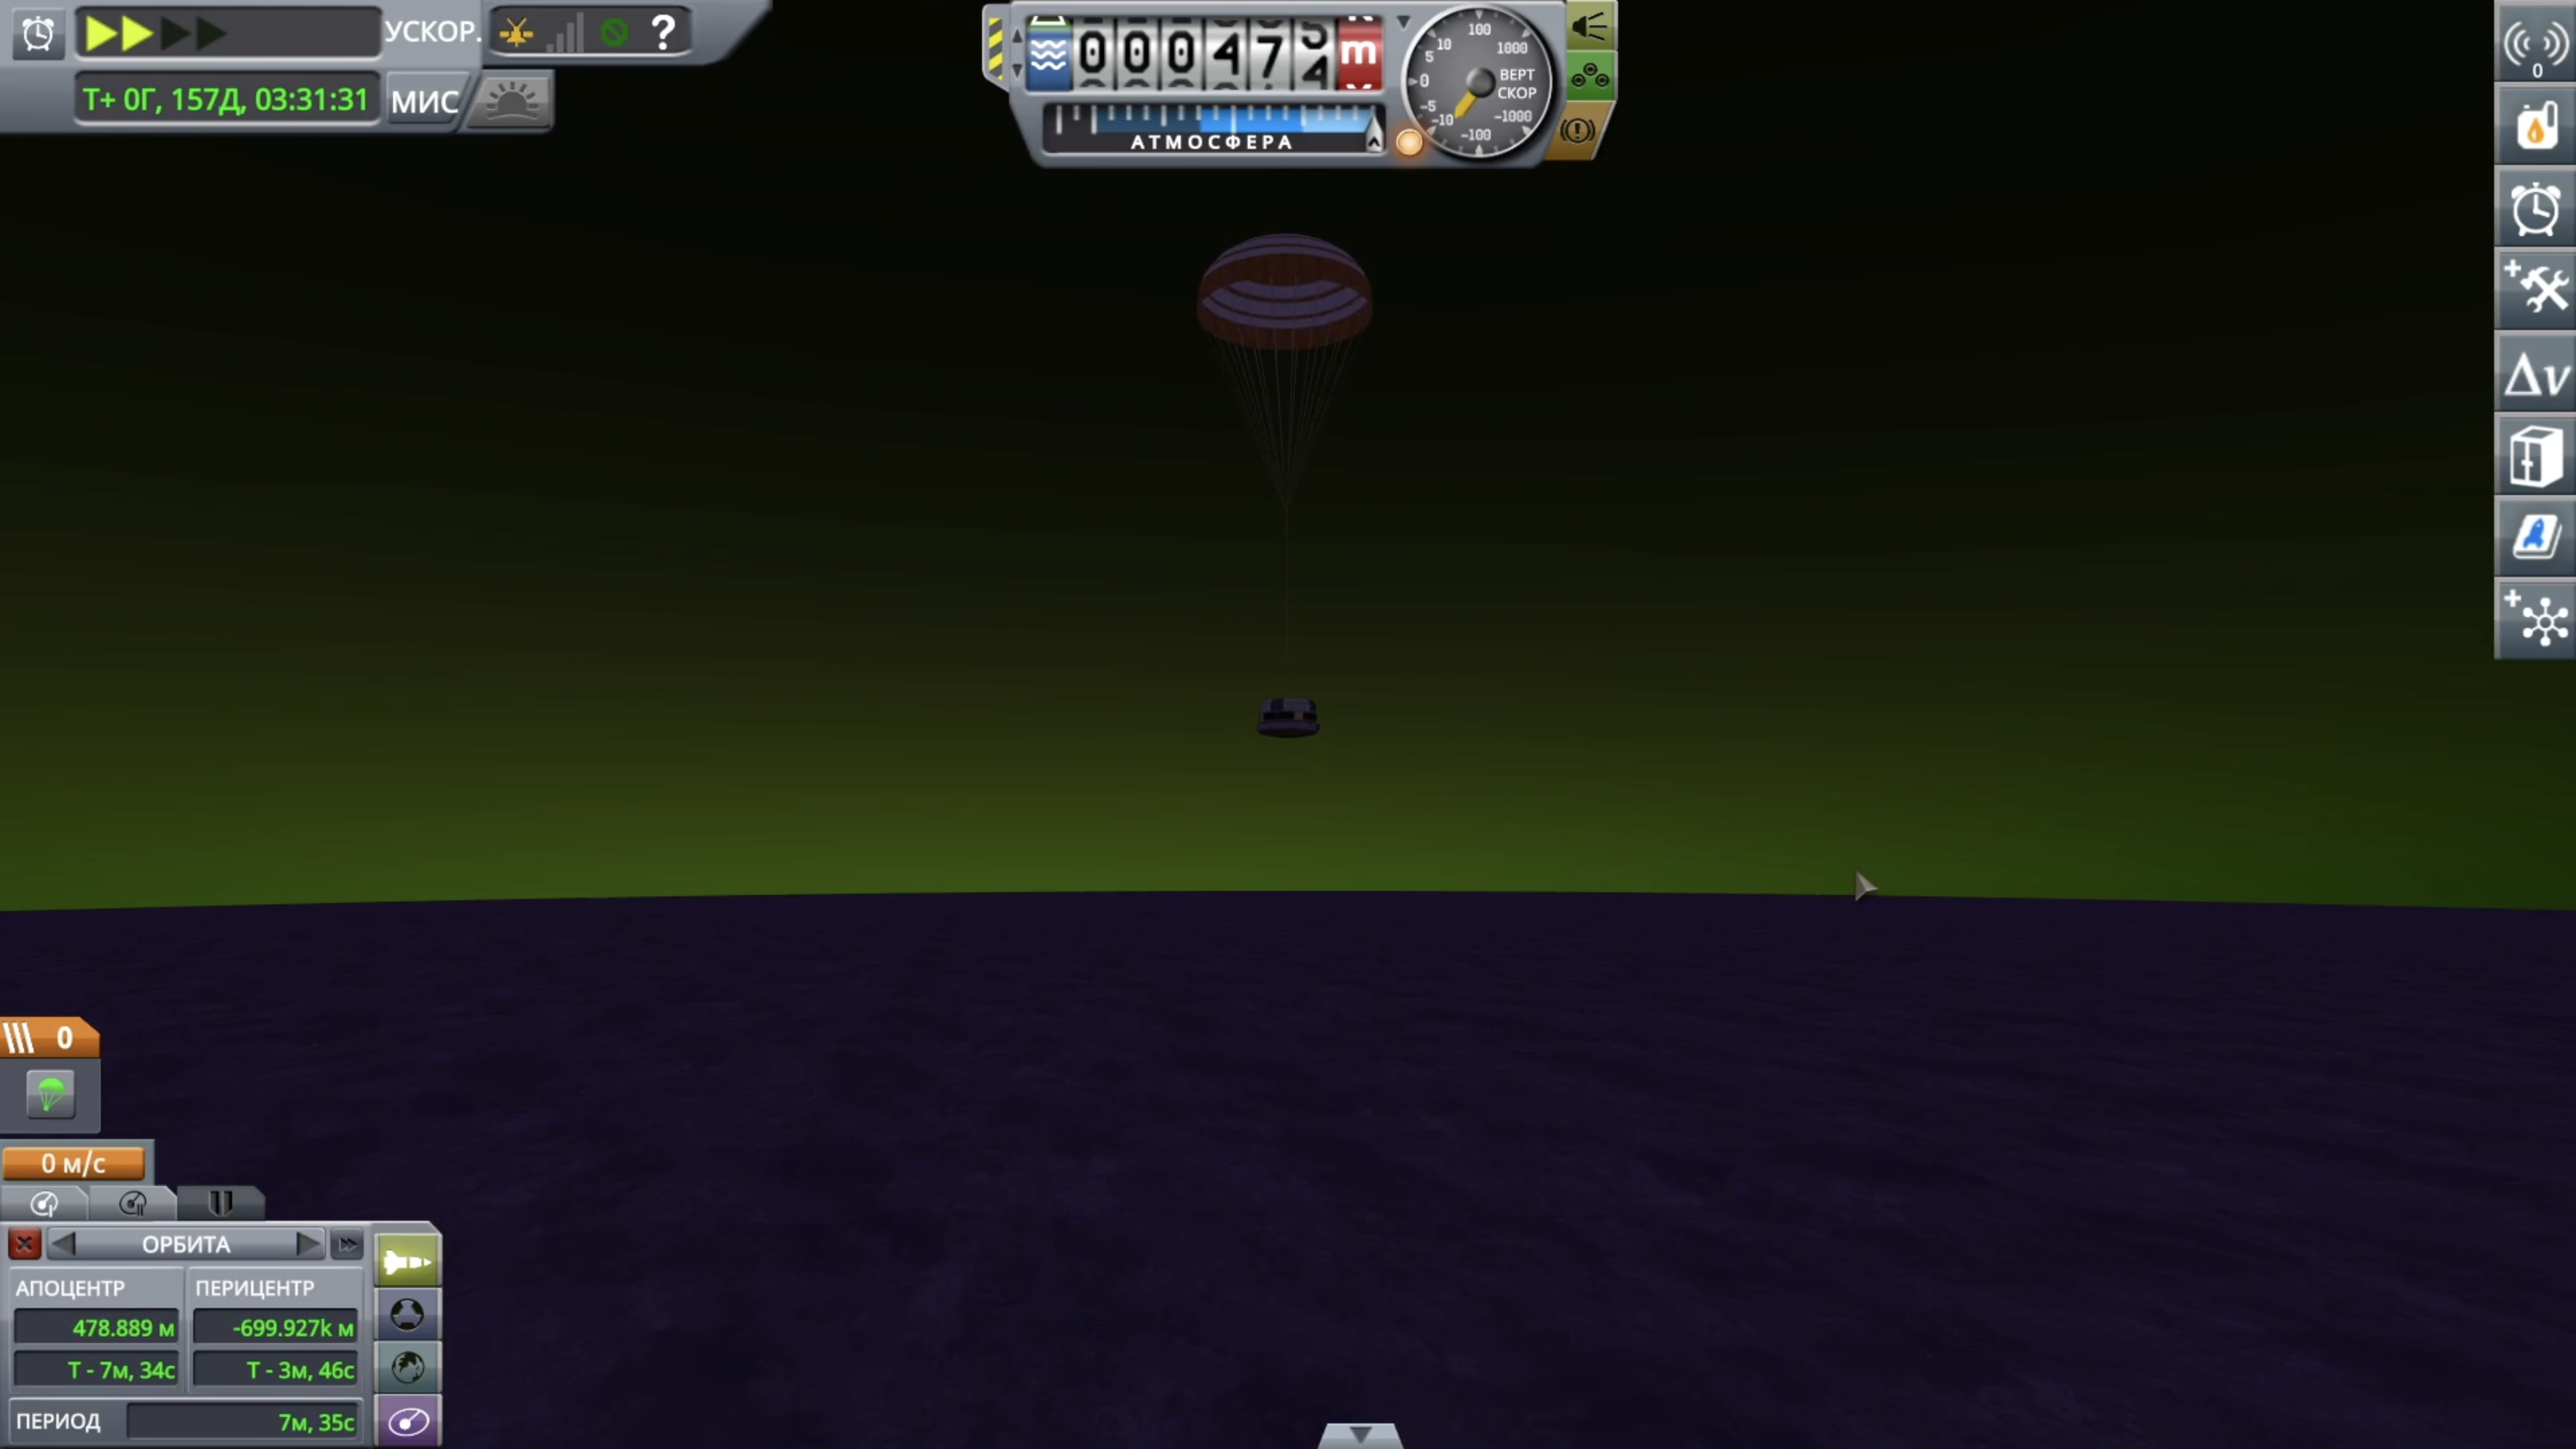 УСКОР.
?
T+ 0Г, 157Д, 03:31:31
МИС
000474 m
АТМОСФЕРА
100
10
1000
5
0
ВЕРТ
СКОР
-5
-10
-1000
-100
0
Δv
0
0 м/с
ОРБИТА
АПОЦЕНТР
ПЕРИЦЕНТР
478.889 м
-699.927k м
T - 7м, 34с
T - 3м, 46с
ПЕРИОД
7м, 35с